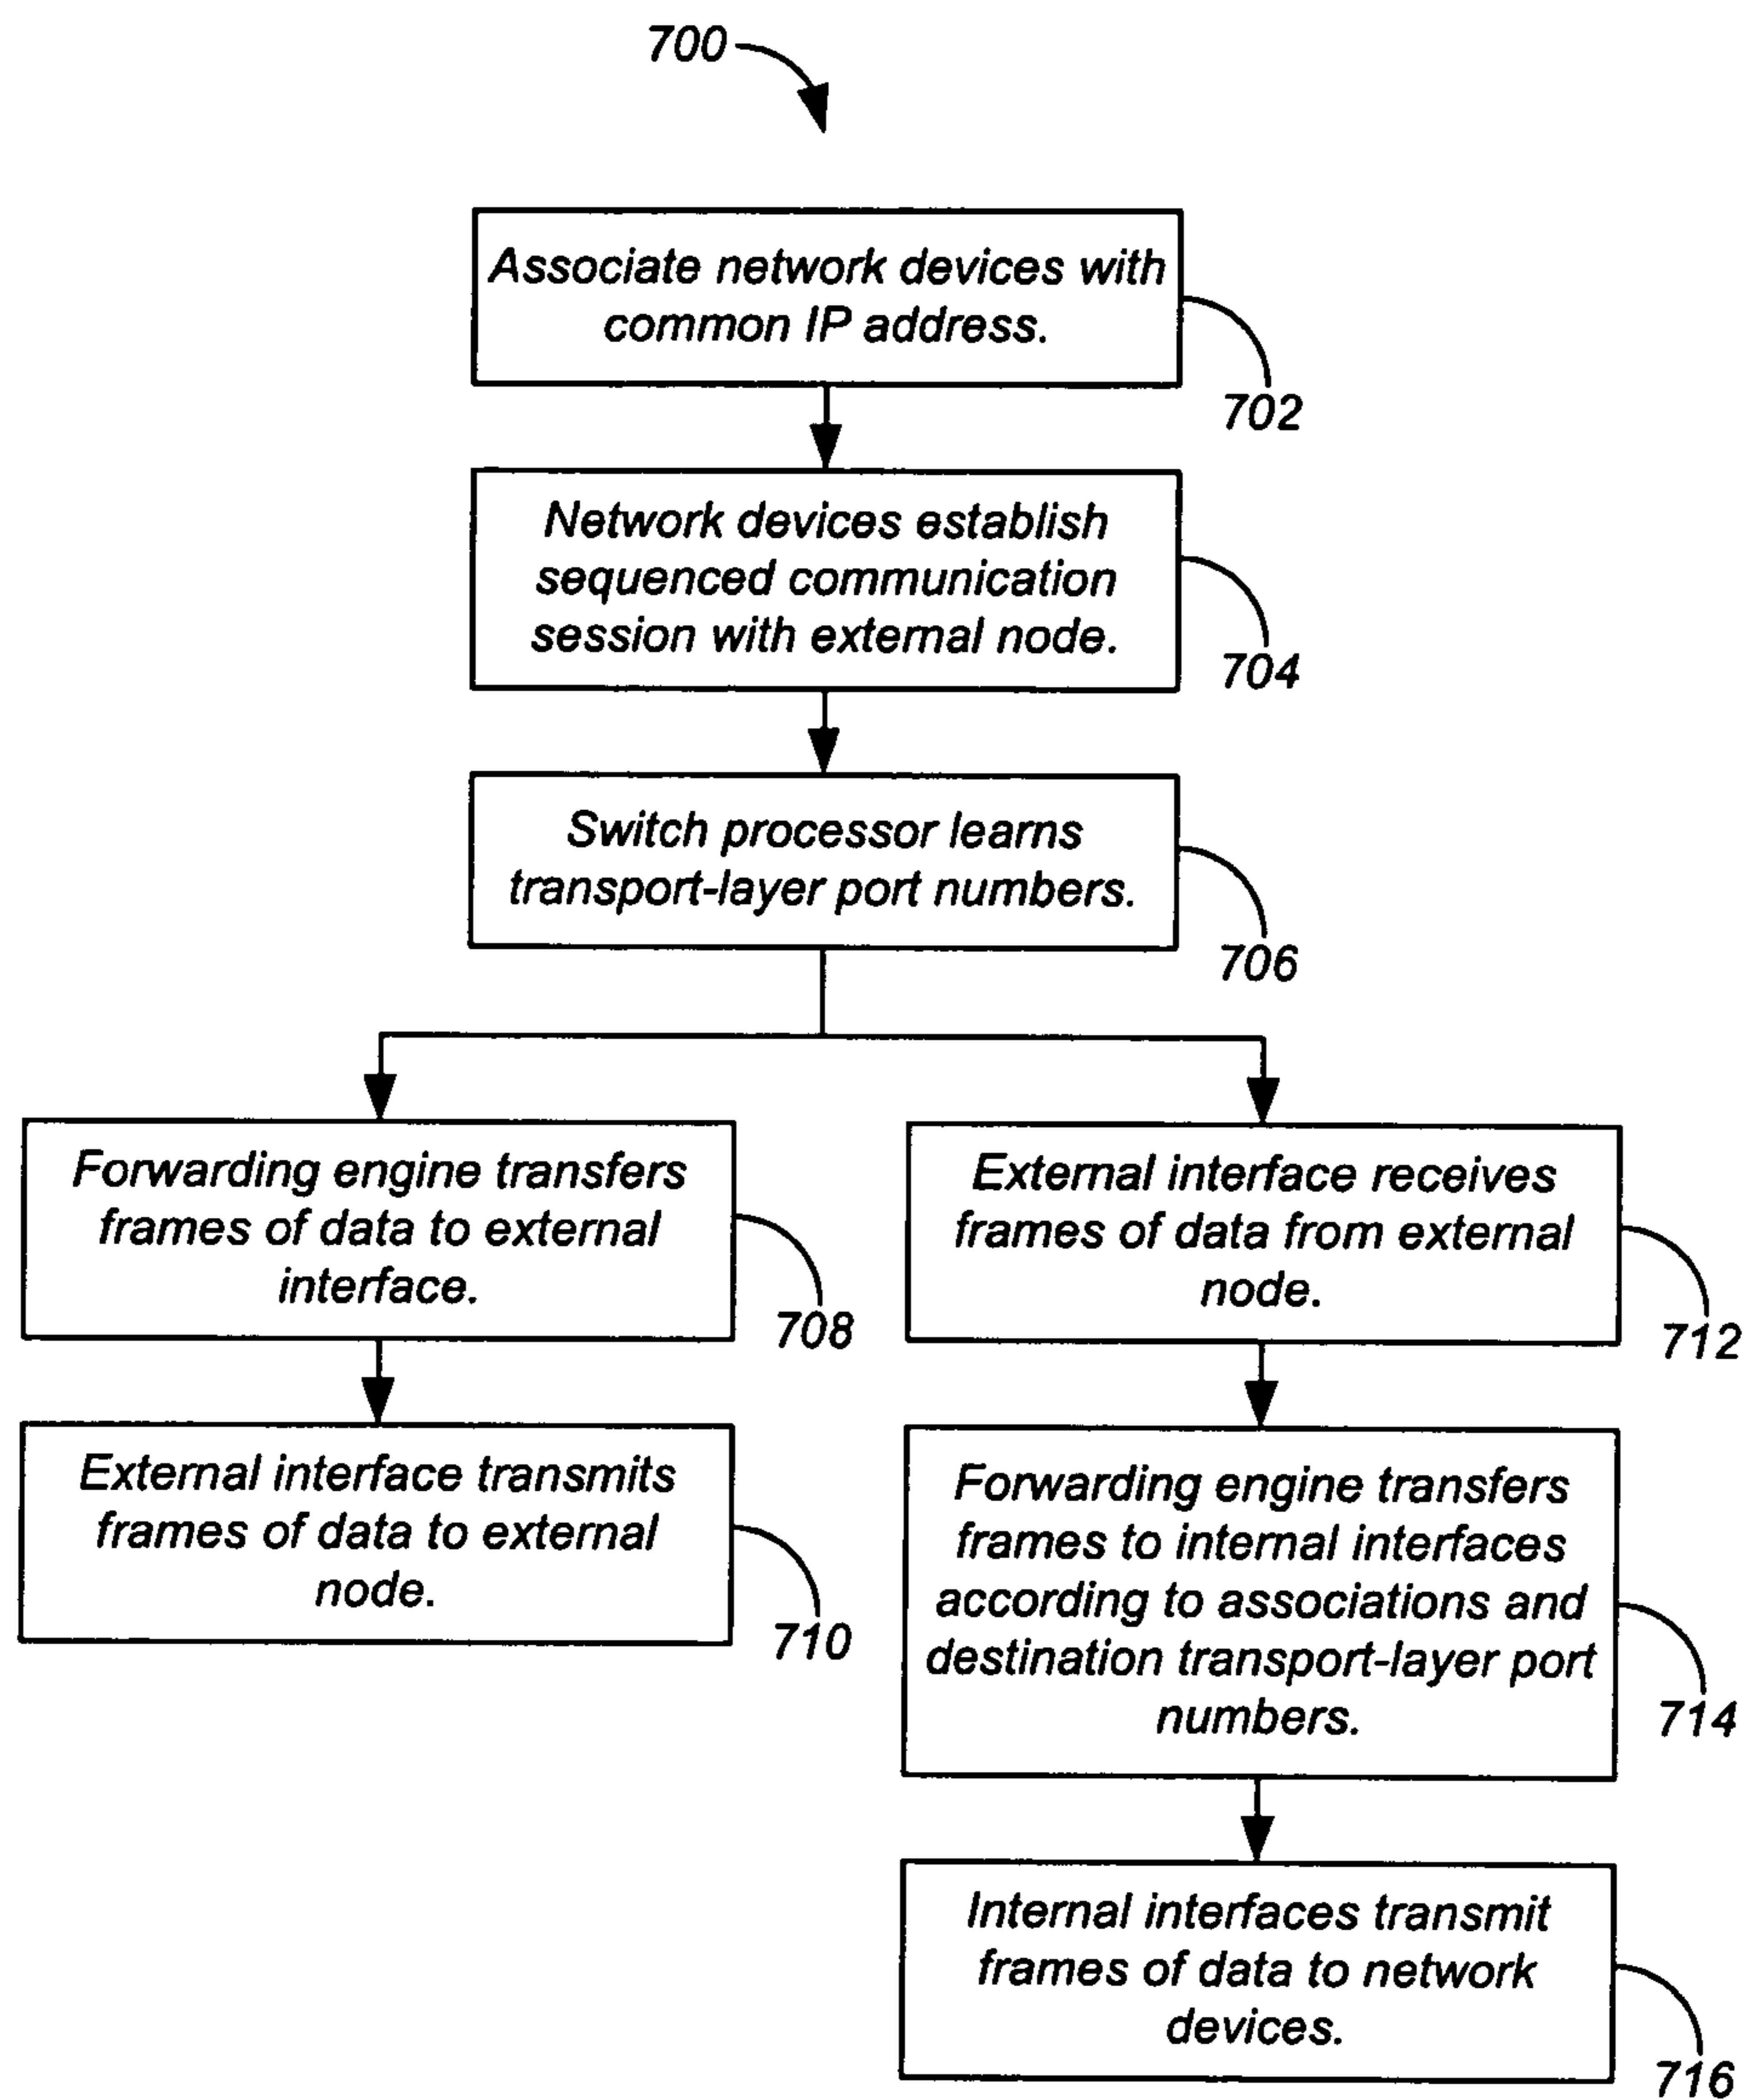 700
Associate network devices with
common IP address.
702
Network devices establish
sequenced communication
session with external node.
704
Switch processor learns
transport-layer port numbers.
706
Forwarding engine transfers
frames of data to external
interface.
708
External interface transmits
frames of data to external
node.
710
External interface receives
frames of data from external
node.
712
Forwarding engine transfers
frames to internal interfaces
according to associations and
destination transport-layer port
numbers.
714
Internal interfaces transmit
frames of data to network
devices.
716